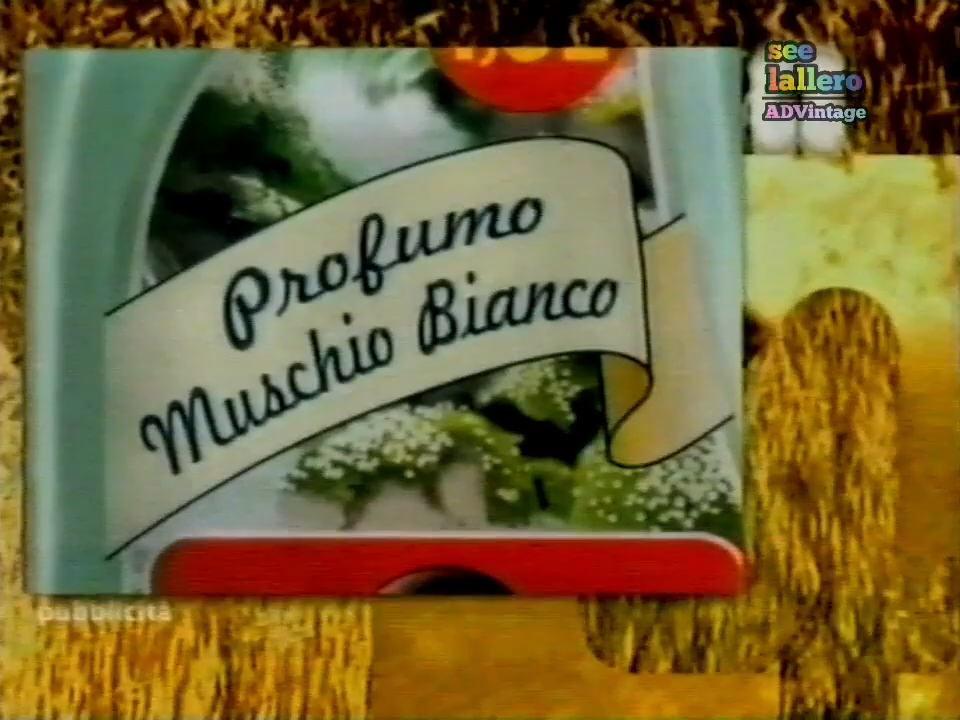 see
lallero
ADVintage
Profumo
Muschio Bianco
pubblicità